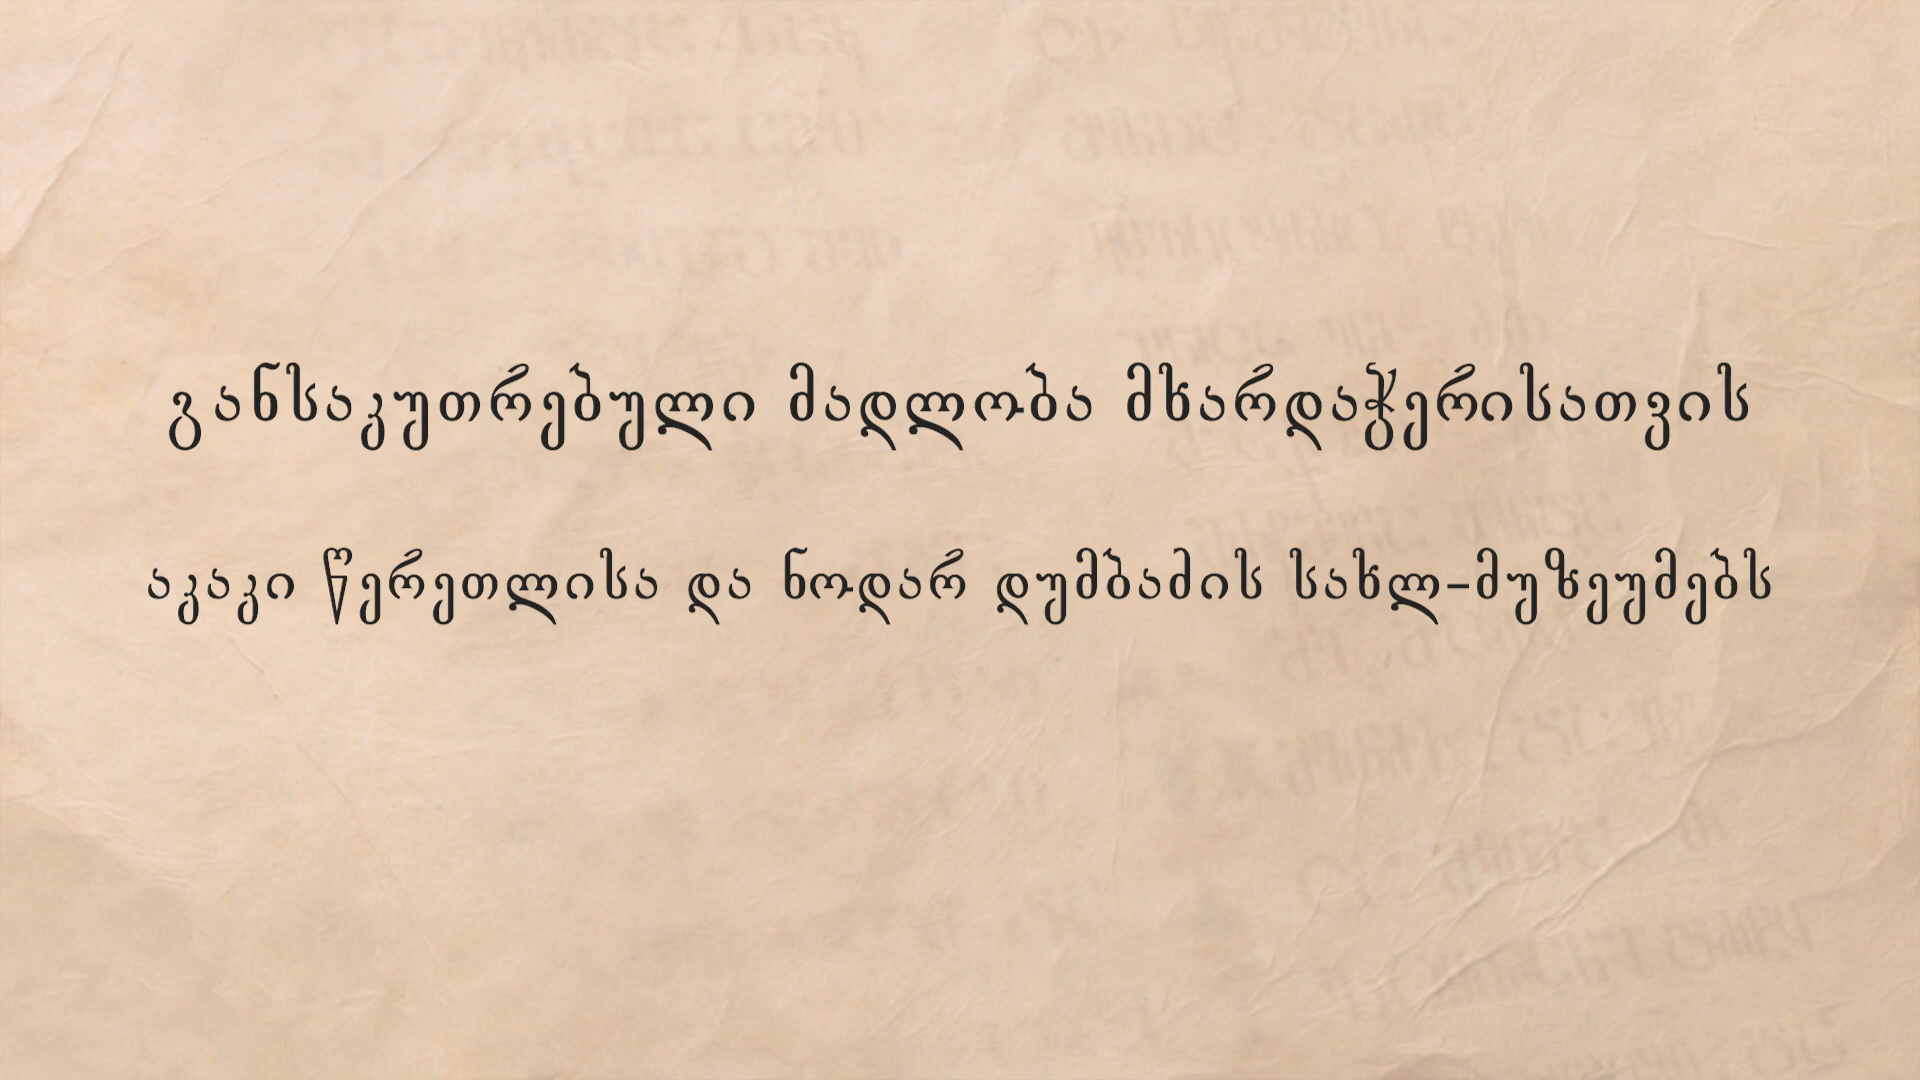 განსაკუთრებული მადლობა მხარდაჭერისათვის
აკაკი წერეთლისა და ნოდარ დუმბაძის სახლ-მუზეუმებს